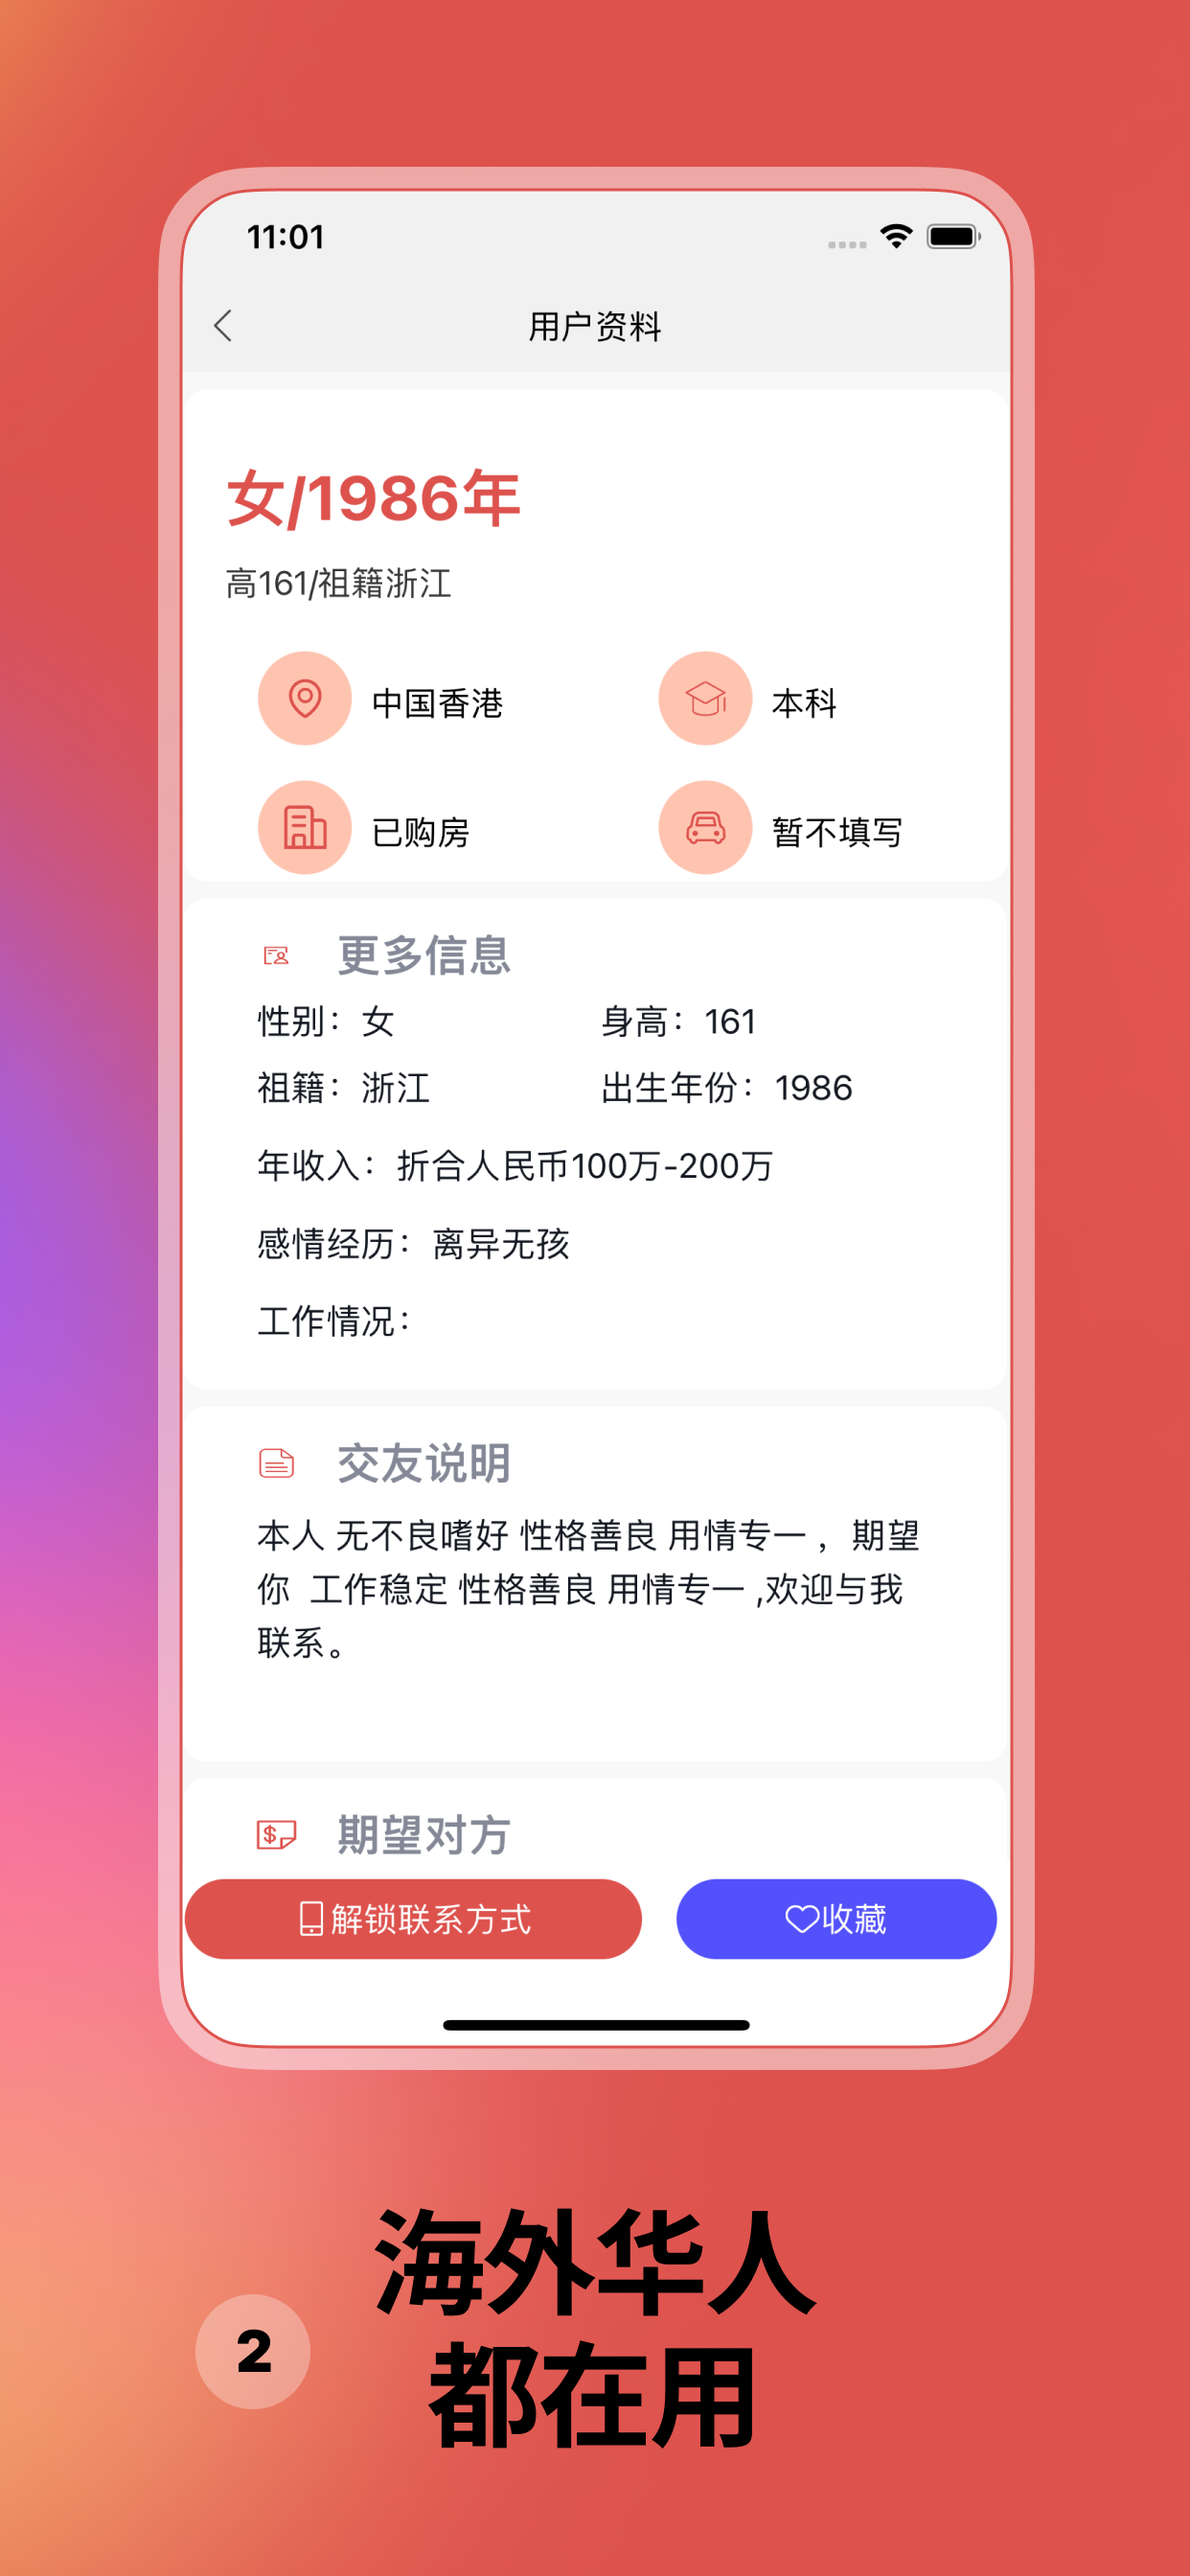 11:01
用户资料
女/1986年
高161/祖籍浙江
中国香港 本科
已购房 暂不填写
更多信息
性别：女 身高：161
祖籍：浙江 出生年份：1986
年收入：折合人民币100万-200万
感情经历：离异无孩
工作情况：
交友说明
本人 无不良嗜好 性格善良 用情专一 ，期望
你  工作稳定 性格善良 用情专一 ,欢迎与我
联系。
期望对方
解锁联系方式 收藏
海外华人
2 都在用